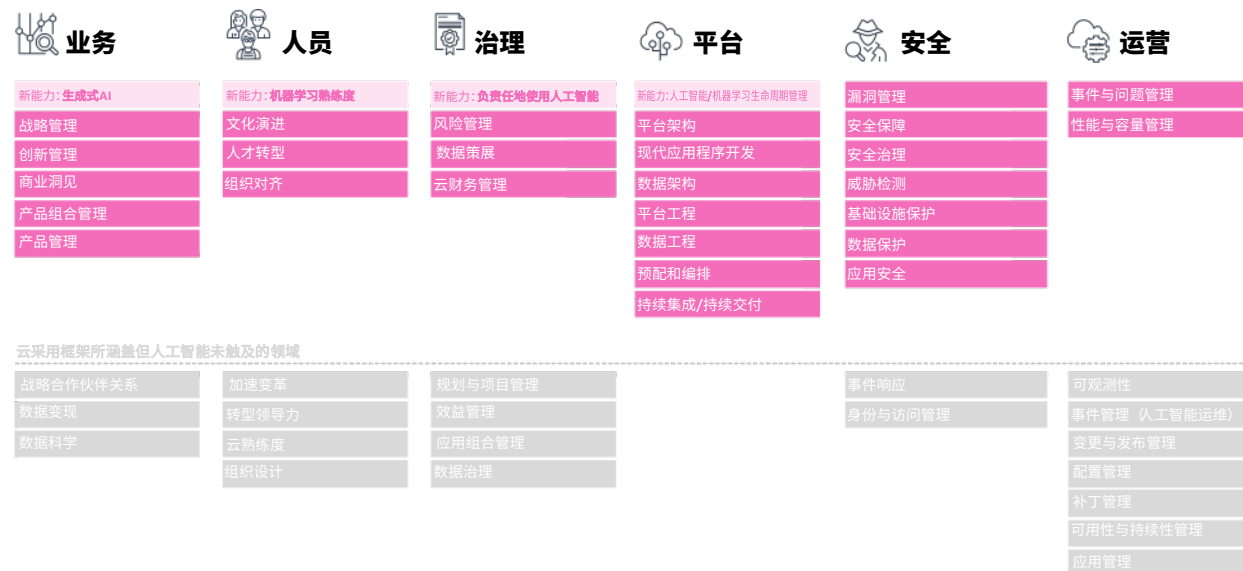 业务
新能力：生成式AI
战略管理
创新管理
商业洞见
产品组合管理
产品管理
人员
新能力：机器学习熟练度
文化演进
人才转型
组织对齐
治理
新能力：负责任地使用人工智能
风险管理
数据策展
云财务管理
平台
新能力:人工智能/机器学习生命周期管理
平台架构
现代应用程序开发
数据架构
平台工程
数据工程
预配和编排
持续集成/持续交付
安全
漏洞管理
安全保障
安全治理
威胁检测
基础设施保护
数据保护
应用安全
运营
事件与问题管理
性能与容量管理
云采用框架所涵盖但人工智能未触及的领域
战略合作伙伴关系
数据变现
数据科学
加速变革
转型领导力
云熟练度
组织设计
规划与项目管理
效益管理
应用组合管理
数据治理
事件响应
身份与访问管理
可观测性
事件管理（人工智能运维）
变更与发布管理
配置管理
补丁管理
可用性与持续性管理
应用管理